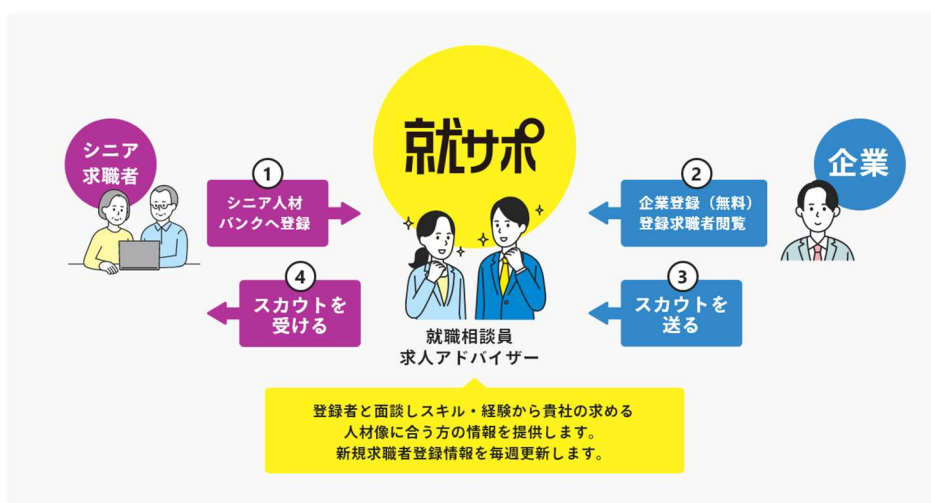 就サポ
シニア
求職者
1
シニア人材
バンクへ登録
2
企業登録（無料）
登録求職者閲覧
企業
4
スカウトを
受ける
3
スカウトを
送る
就職相談員
求人アドバイザー
登録者と面談しスキル・経験から貴社の求める
人材像に合う方の情報を提供します。
新規求職者登録情報を毎週更新します。